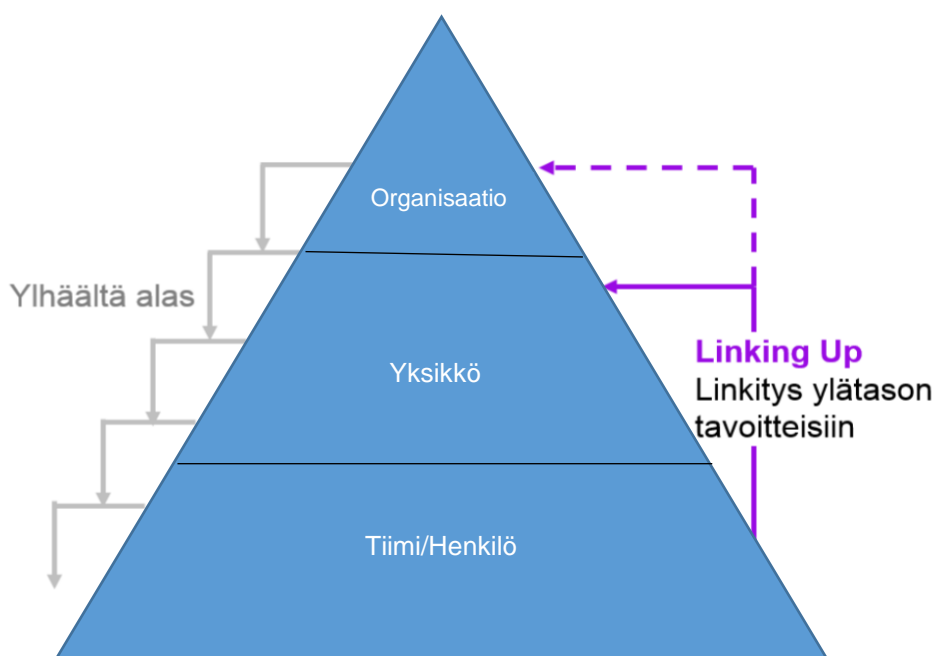 Organisaatio
Ylhäältä alas
Yksikkö
Linking Up
Linkitys ylätason
tavoitteisiin
Tiimi/Henkilö